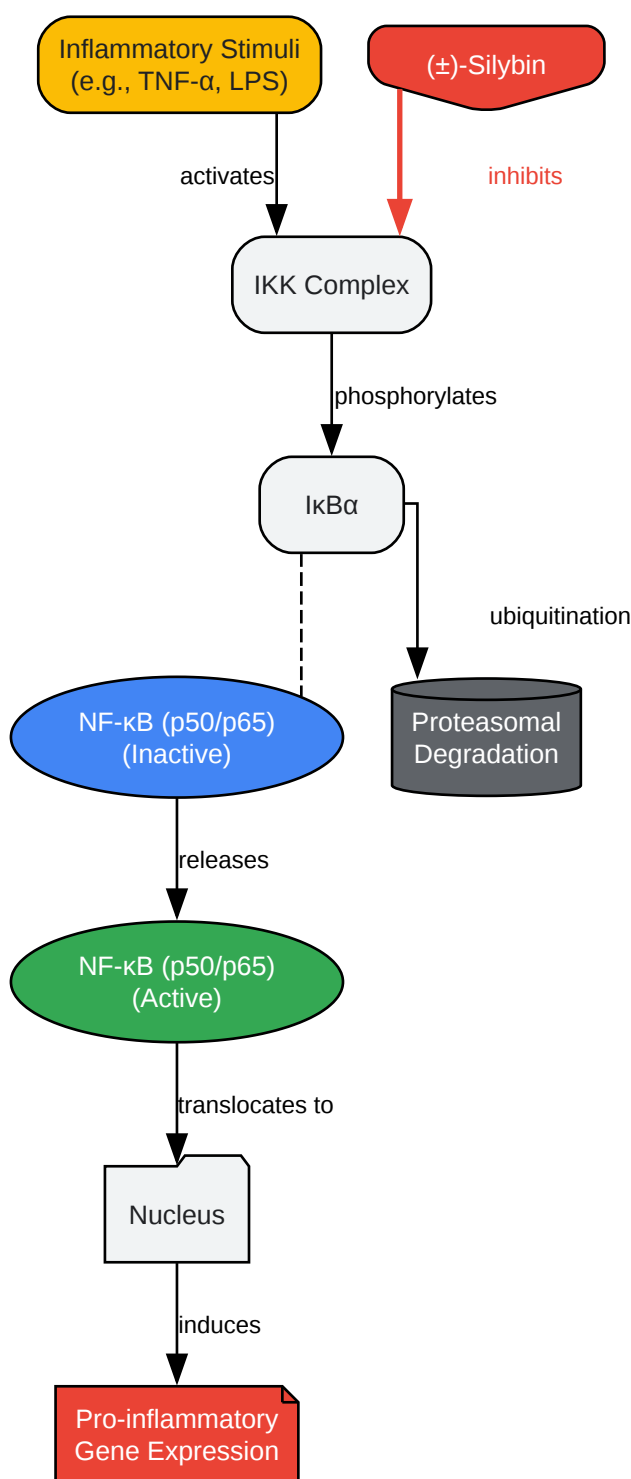 Inflammatory Stimuli
(e.g., TNF-α, LPS)
(±)-Silybin
activates
inhibits
IKK Complex
phosphorylates
IκBα
ubiquitination
NF-κB (p50/p65)
(Inactive)
Proteasomal
Degradation
releases
NF-κB (p50/p65)
(Active)
translocates to
Nucleus
induces
Pro-inflammatory
Gene Expression